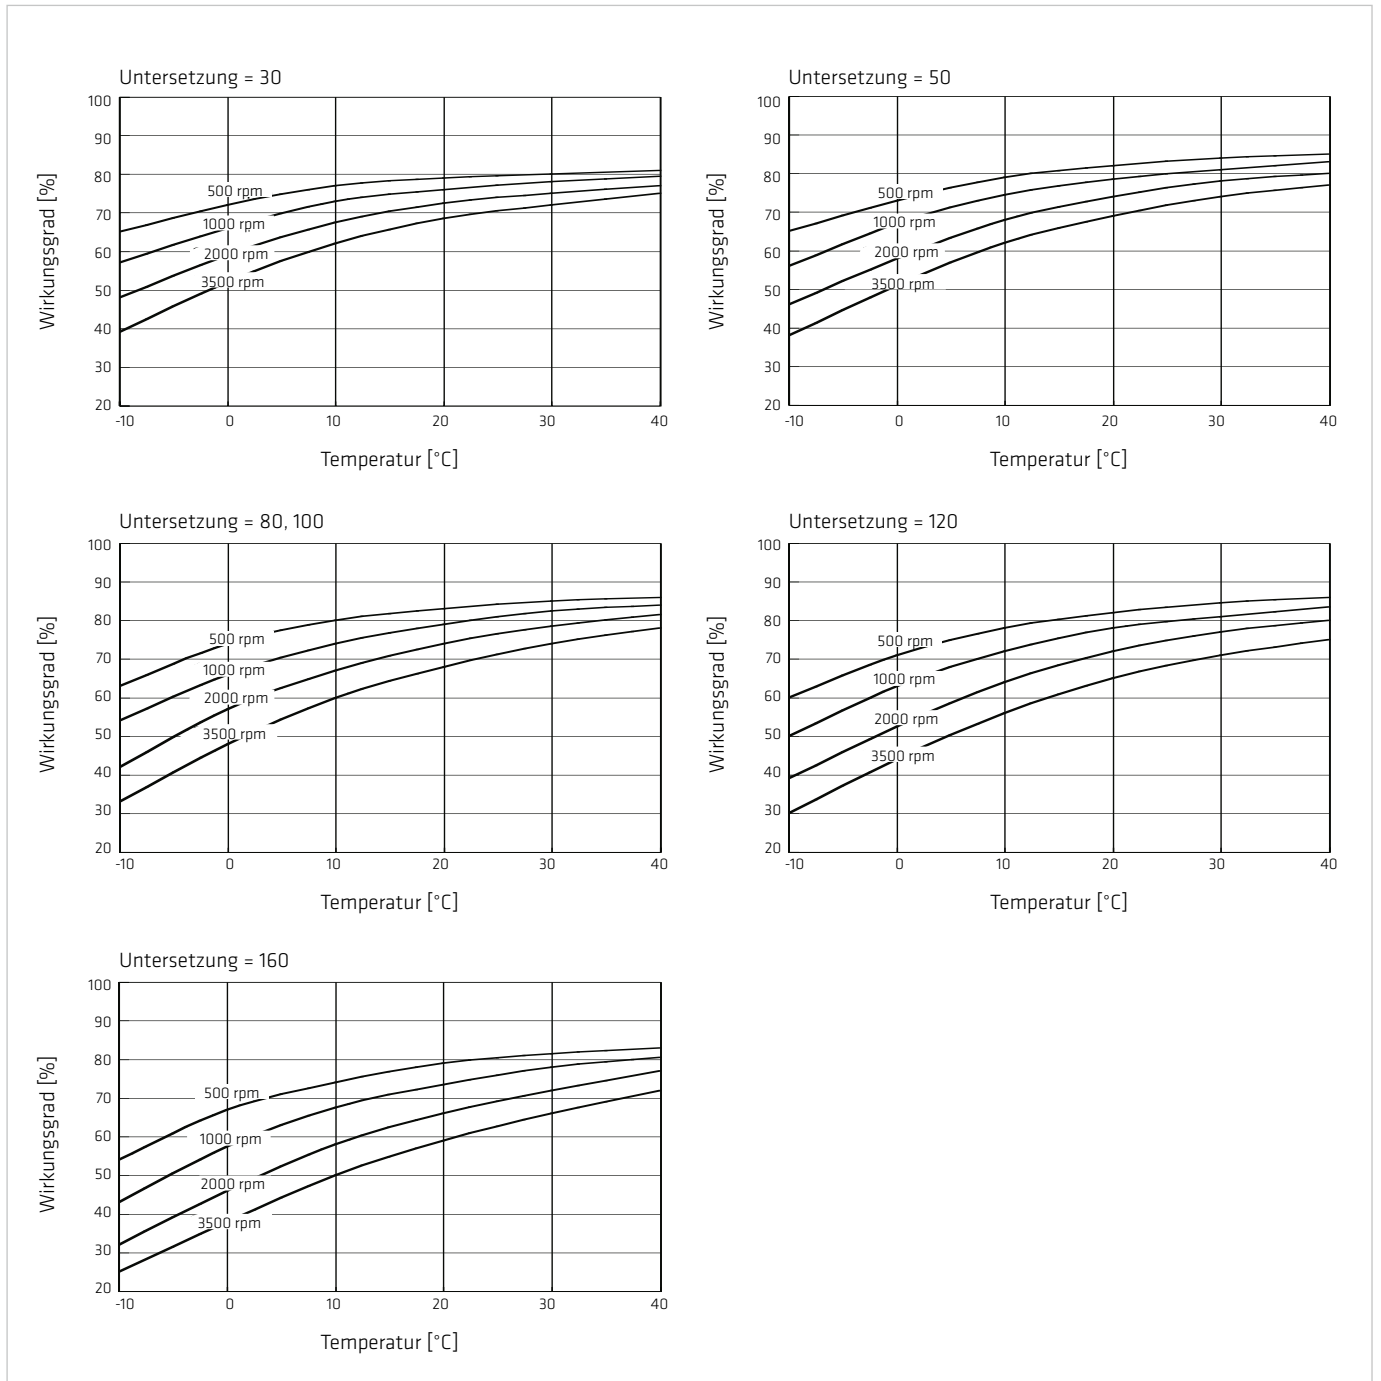 Untersetzung = 30
100
90
80
70
60
50
40
30
20
Wirkungsgrad [%]
500 rpm
1000 rpm
2000 rpm
3500 rpm
-10 0 10 20 30 40
Temperatur [°C]
Untersetzung = 50
100
90
80
70
60
50
40
30
20
Wirkungsgrad [%]
500 rpm
1000 rpm
2000 rpm
3500 rpm
-10 0 10 20 30 40
Temperatur [°C]
Untersetzung = 80, 100
100
90
80
70
60
50
40
30
20
Wirkungsgrad [%]
500 rpm
1000 rpm
2000 rpm
3500 rpm
-10 0 10 20 30 40
Temperatur [°C]
Untersetzung = 120
100
90
80
70
60
50
40
30
20
Wirkungsgrad [%]
500 rpm
1000 rpm
2000 rpm
3500 rpm
-10 0 10 20 30 40
Temperatur [°C]
Untersetzung = 160
100
90
80
70
60
50
40
30
20
Wirkungsgrad [%]
500 rpm
1000 rpm
2000 rpm
3500 rpm
-10 0 10 20 30 40
Temperatur [°C]